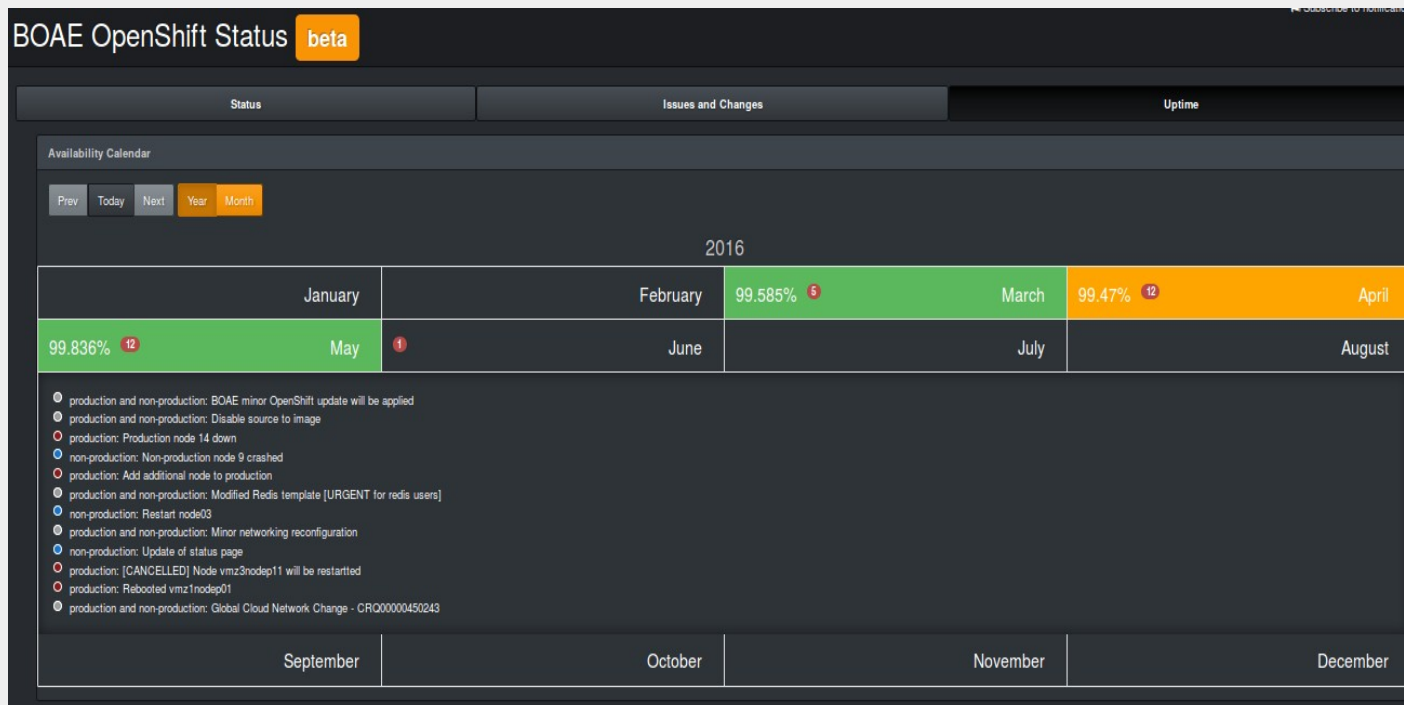 Subscribe to notificatio
BOAE OpenShift Status beta
Status Issues and Changes Uptime
Availability Calendar
Prev Today Next Year Month
2016
January February 99.585% 5 March 99.47% 12 April
99.836% 12 May 1 June July August
production and non-production: BOAE minor OpenShift update will be applied
production and non-production: Disable source to image
production: Production node 14 down
non-production: Non-production node 9 crashed
production: Add additional node to production
production and non-production: Modified Redis template [URGENT for redis users]
non-production: Restart node03
production and non-production: Minor networking reconfiguration
non-production: Update of status page
production: [CANCELLED] Node vmz3nodep11 will be restartted
production: Rebooted vmz1nodep01
production and non-production: Global Cloud Network Change - CRQ00000450243
September October November December